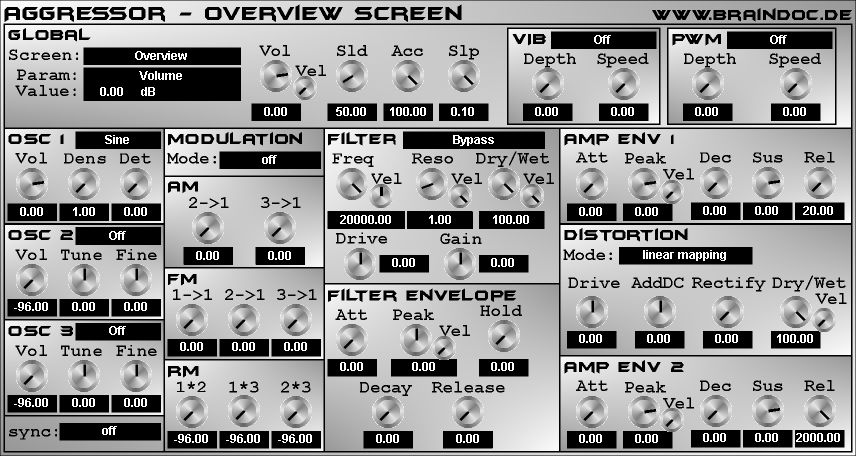 AGGRESSOR - OVERVIEW SCREEN
WWW.BRAINDOC.DE
GLOBAL
Screen: Overview
Param: Volume
Value: 0.00 dB
Vol Vel Sld Acc Slp
0.00 50.00 100.00 0.10
VIB Off
Depth Speed
0.00 0.00
PWM Off
Depth Speed
0.00 0.00
OSC 1 Sine
Vol Dens Det
0.00 1.00 0.00
OSC 2 Off
Vol Tune Fine
-96.00 0.00 0.00
OSC 3 Off
Vol Tune Fine
-96.00 0.00 0.00
sync: off
MODULATION
Mode: off
AM
2->1 3->1
0.00 0.00
FM
1->1 2->1 3->1
0.00 0.00 0.00
RM
1*2 1*3 2*3
-96.00 -96.00 -96.00
FILTER Bypass
Freq Vel Reso Vel Dry/Wet Vel
20000.00 1.00 100.00
Drive Gain
0.00 0.00
FILTER ENVELOPE
Att Peak Vel Hold
0.00 0.00 0.00
Decay Release
0.00 0.00
AMP ENV 1
Att Peak Vel Dec Sus Rel
0.00 0.00 0.00 0.00 20.00
DISTORTION
Mode: linear mapping
Drive AddDC Rectify Dry/Wet
Vel
0.00 0.00 0.00 100.00
AMP ENV 2
Att Peak Vel Dec Sus Rel
0.00 0.00 0.00 0.00 2000.00